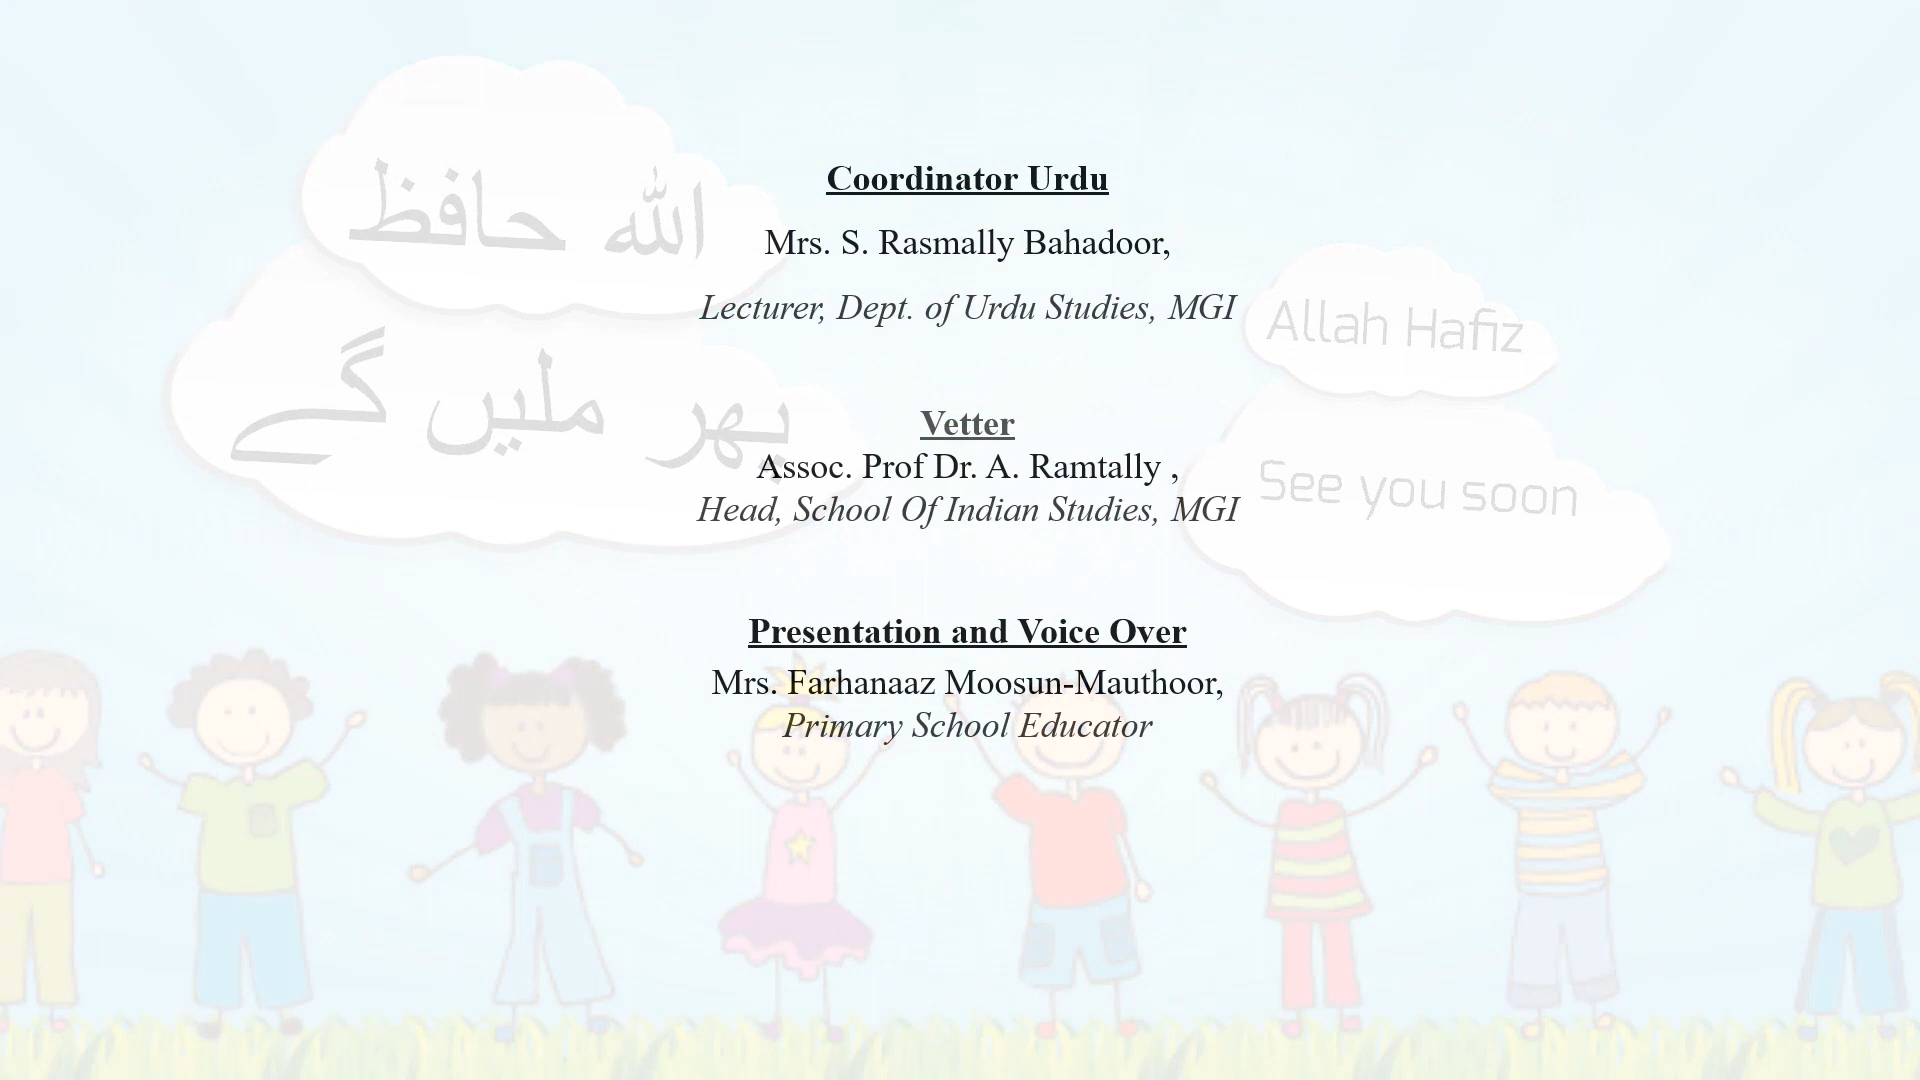 الله حافظ
پھر ملیں گے
Coordinator Urdu
Mrs. S. Rasmally Bahadoor,
Lecturer, Dept. of Urdu Studies, MGI
Vetter
Assoc. Prof Dr. A. Ramtally ,
Head, School Of Indian Studies, MGI
Presentation and Voice Over
Mrs. Farhanaaz Moosun-Mauthoor,
Primary School Educator
Allah Hafiz
See you soon